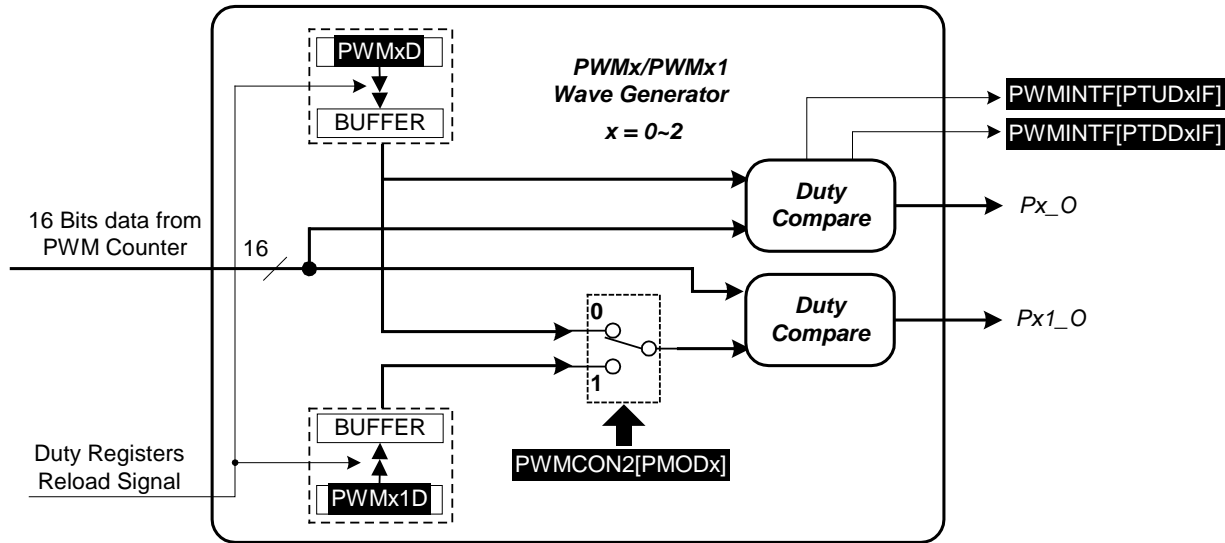 PWMxD
BUFFER
PWMx/PWMx1
Wave Generator
x = 0~2
PWMINTF[PTUDxIF]
PWMINTF[PTDDxIF]
Duty
Compare
Px_O
16 Bits data from
PWM Counter
16
Duty
Compare
Px1_O
0
1
BUFFER
PWMx1D
PWMCON2[PMODx]
Duty Registers
Reload Signal